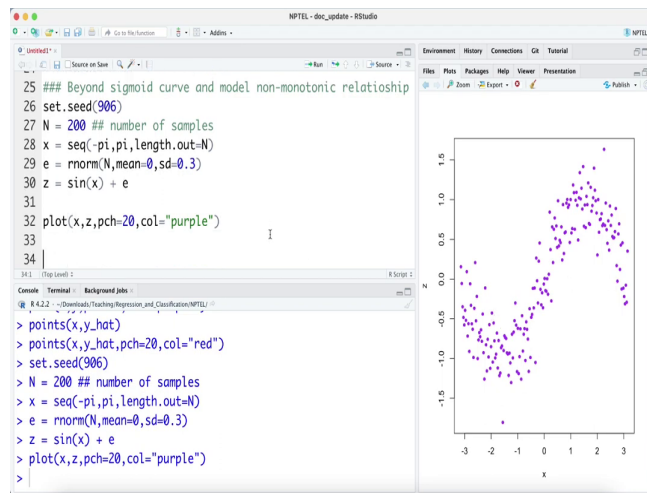 NPTEL - doc_update - RStudio
Go to file/function
Addins
NPTEL
Untitled1*
Source on Save
Run
Source
25 ### Beyond sigmoid curve and model non-monotonic relatioship
26 set.seed(906)
27 N = 200 ## number of samples
28 x = seq(-pi,pi,length.out=N)
29 e = rnorm(N,mean=0,sd=0.3)
30 z = sin(x) + e
31
32 plot(x,z,pch=20,col="purple")
33
34
34:1 (Top Level) R Script
Console Terminal × Background Jobs ×
R 4.2.2 · ~/Downloads/Teaching/Regression_and_Classification/NPTEL/
> points(x,y_hat)
> points(x,y_hat,pch=20,col="red")
> set.seed(906)
> N = 200 ## number of samples
> x = seq(-pi,pi,length.out=N)
> e = rnorm(N,mean=0,sd=0.3)
> z = sin(x) + e
> plot(x,z,pch=20,col="purple")
>
Environment History Connections Git Tutorial
Files Plots Packages Help Viewer Presentation
Zoom Export Publish
1.5
1.0
0.5
0.0
-0.5
-1.0
-1.5
z
-3 -2 -1 0 1 2 3
x